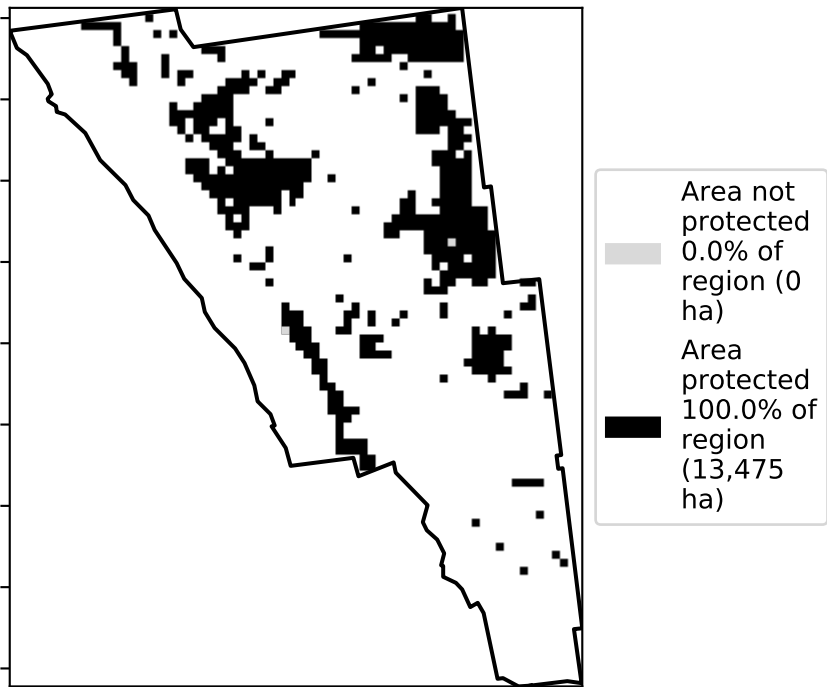 Area not
protected
0.0% of
region (0
ha)
Area
protected
100.0% of
region
(13,475
ha)